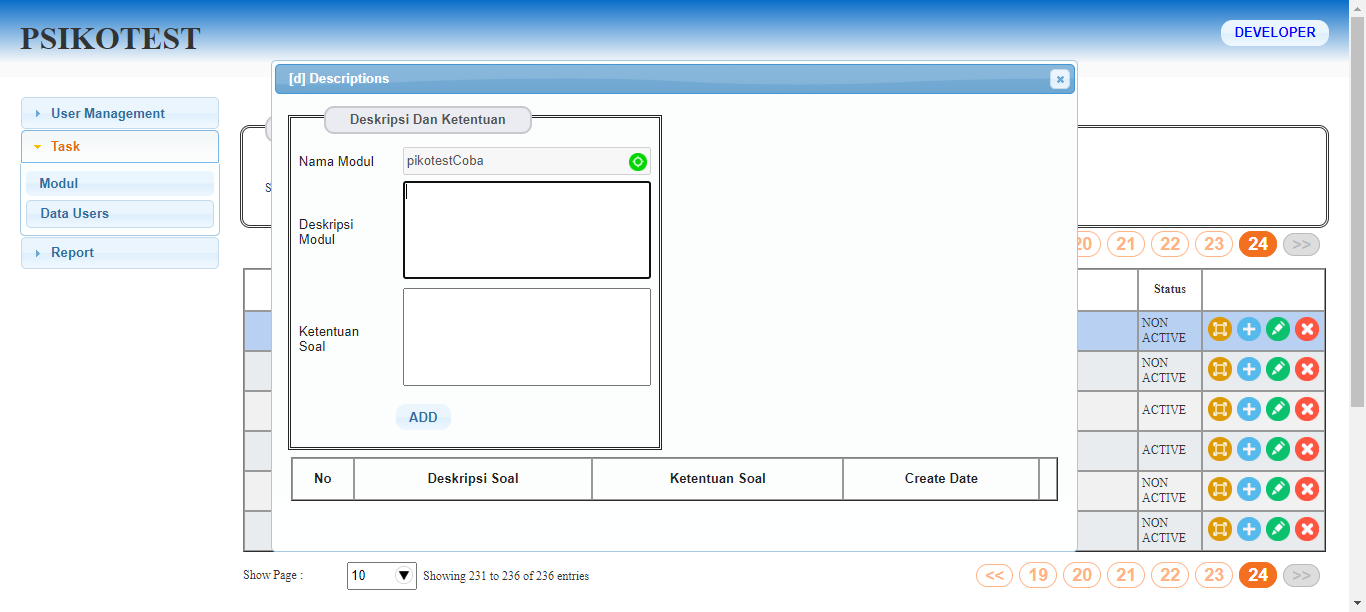 PSIKOTEST
DEVELOPER
[d] Descriptions
User Management
Task
Modul
Data Users
Report
Deskripsi Dan Ketentuan
Nama Modul
pikotestCoba
Deskripsi
Modul
Ketentuan
Soal
ADD
No Deskripsi Soal Ketentuan Soal Create Date
20 21 22 23 24 >>
Status
NON
ACTIVE
NON
ACTIVE
ACTIVE
ACTIVE
NON
ACTIVE
NON
ACTIVE
Show Page :
10
Showing 231 to 236 of 236 entries
<< 19 20 21 22 23 24 >>